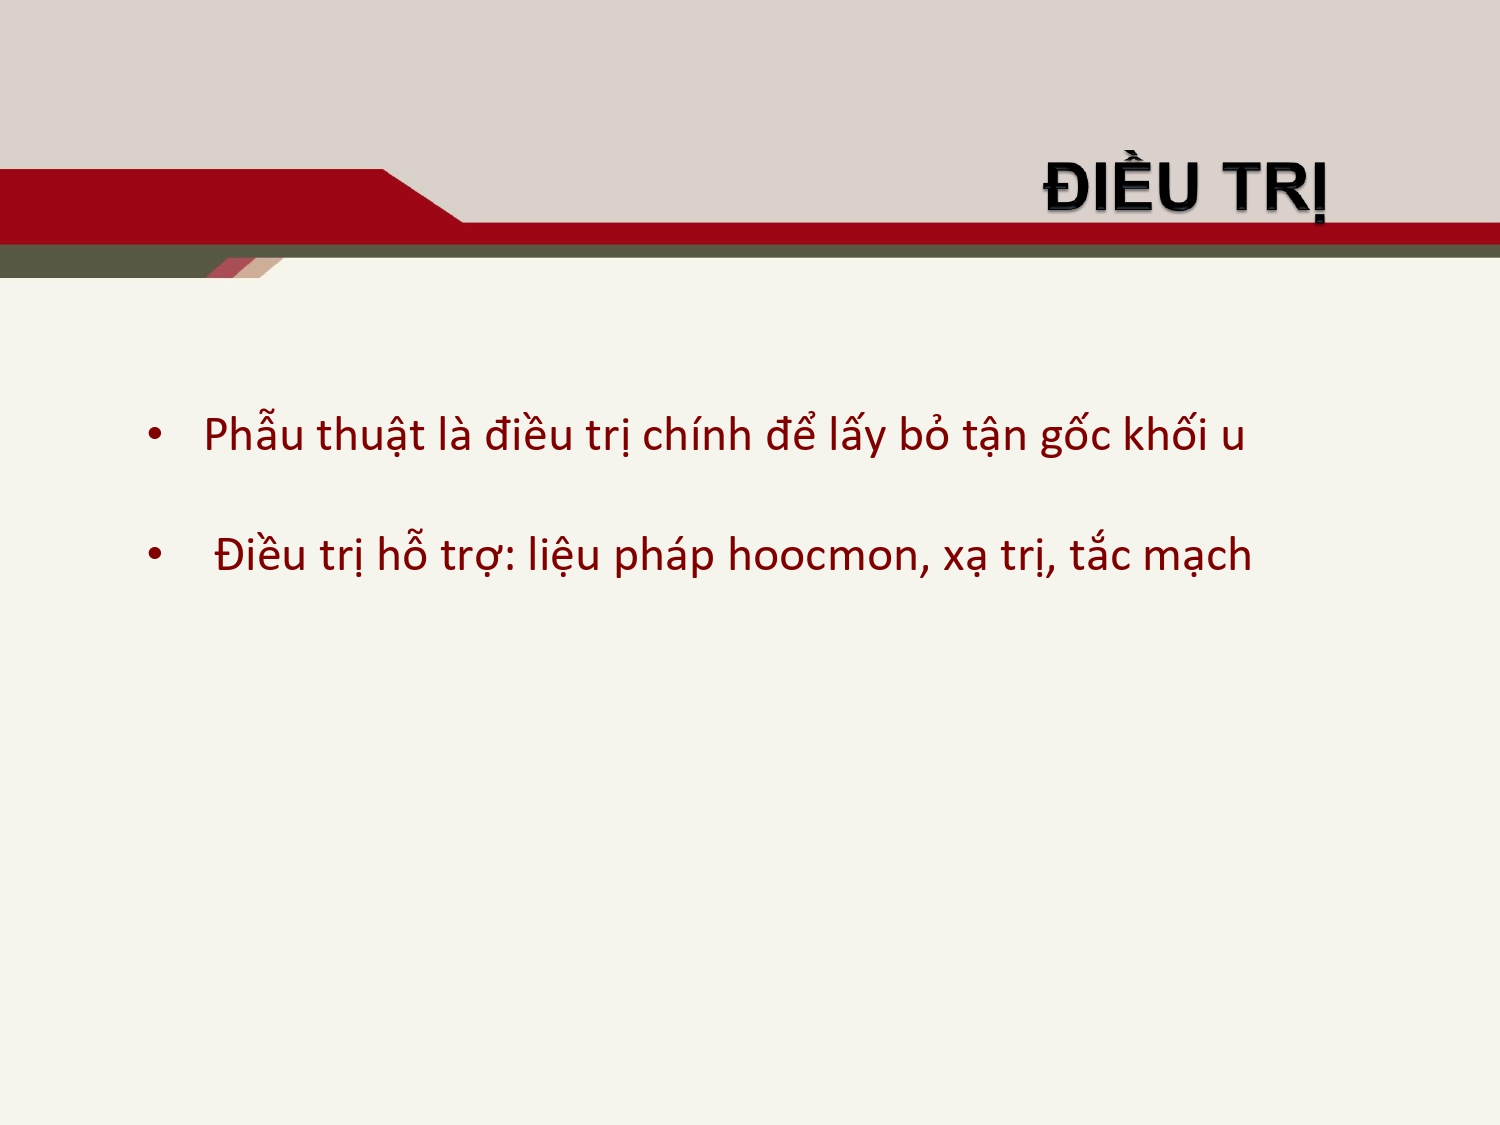 ĐIỀU TRỊ
• Phẫu thuật là điều trị chính để lấy bỏ tận gốc khối u
• Điều trị hỗ trợ: liệu pháp hoocmon, xạ trị, tắc mạch